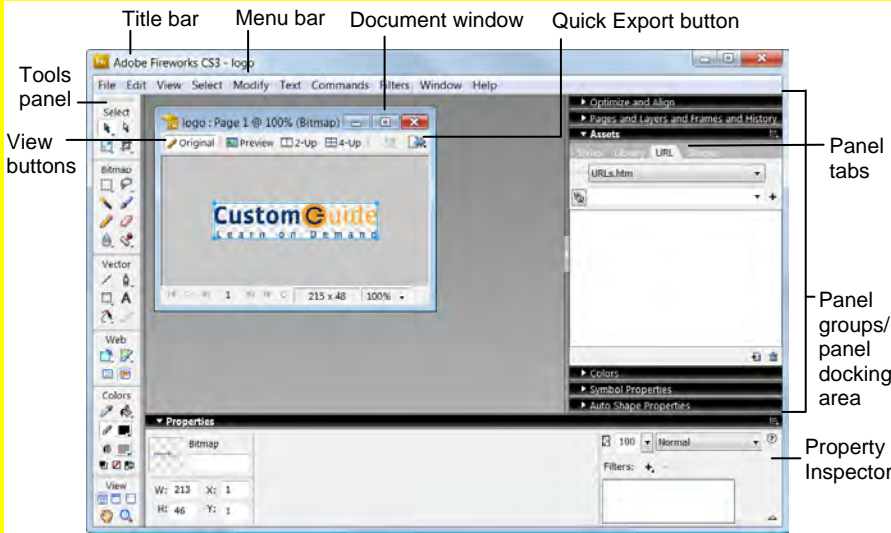 Title bar
Menu bar
Document window
Quick Export button
Adobe Fireworks CS3 - logo
File Edit View Select Modify Text Commands Filters Window Help
Tools panel
Select
View buttons
Bitmap
Vector
Web
Colors
View
logo : Page 1 @ 100% (Bitmap)
Original Preview 2-Up 4-Up
CustomGuide
Learn on Demand
1 215 x 48 100%
Optimize and Align
Pages and Layers and Frames and History
Assets
Styles Library URL Shapes
URLs.htm
Panel tabs
Colors
Symbol Properties
Auto Shape Properties
Panel groups/ panel docking area
Properties
Bitmap
W: 213 X: 1
H: 46 Y: 1
100 Normal
Filters:
Property Inspector